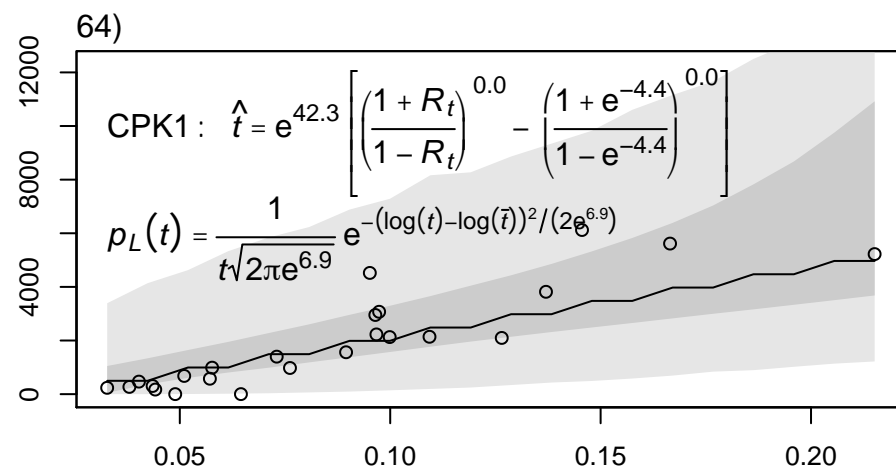 64)
12000
8000
4000
0
CPK1 : t̂ = e^42.3 [((1 + R_t)/(1 − R_t))^0.0 − ((1 + e^−4.4)/(1 − e^−4.4))^0.0]
p_L(t) = 1/(t√(2πe^6.9)) e^−(log(t)−log(t̄))²/(2e^6.9)
0.05 0.10 0.15 0.20